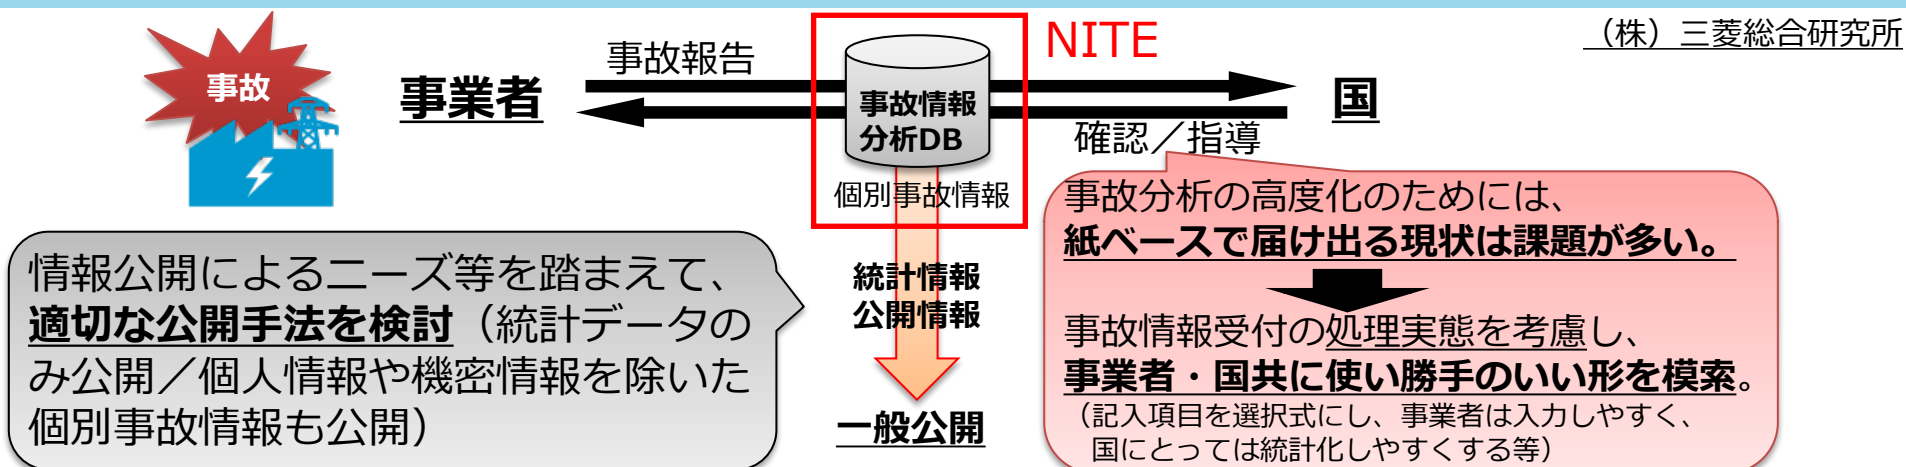 （株）三菱総合研究所
NITE
事故
事業者
事故報告
事故情報
分析DB
個別事故情報
国
確認／指導
統計情報
公開情報
一般公開
情報公開によるニーズ等を踏まえて、
適切な公開手法を検討（統計データの
み公開／個人情報や機密情報を除いた
個別事故情報も公開）
事故分析の高度化のためには、
紙ベースで届け出る現状は課題が多い。
事故情報受付の処理実態を考慮し、
事業者・国共に使い勝手のいい形を模索。
（記入項目を選択式にし、事業者は入力しやすく、
国にとっては統計化しやすくする等）